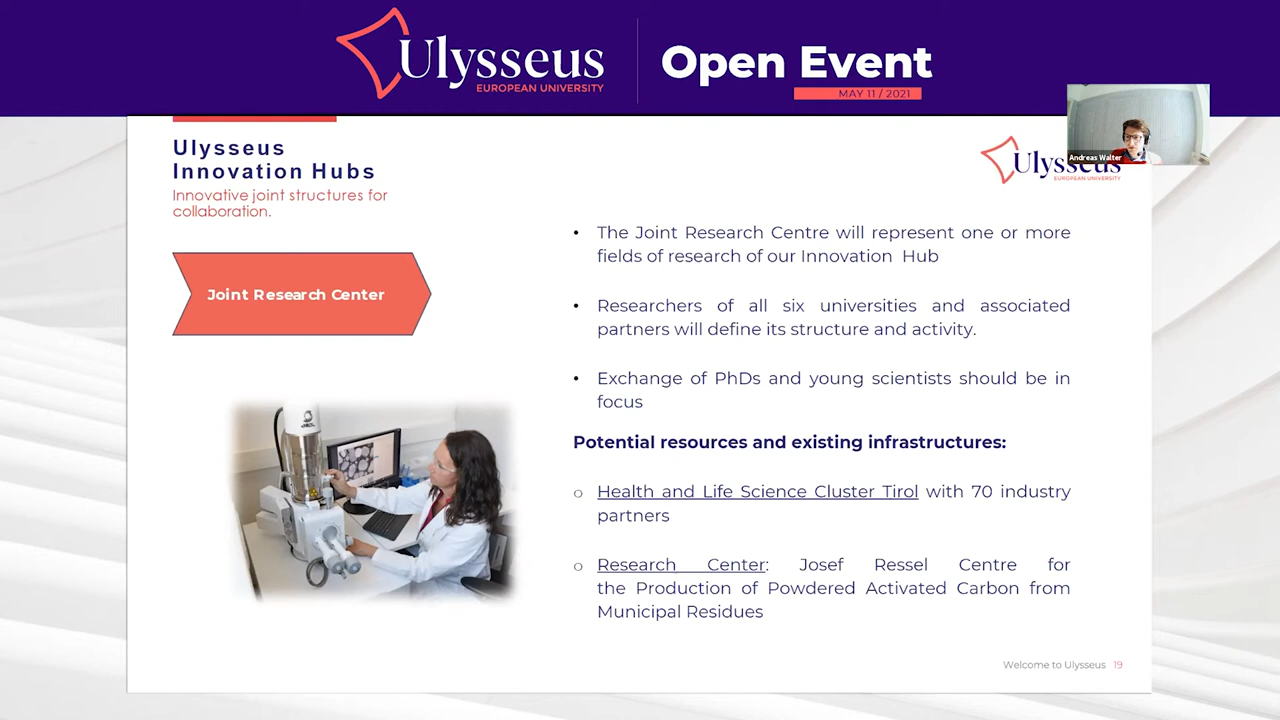 Ulysseus
EUROPEAN UNIVERSITY
Open Event
MAY 11 / 2021
Andreas Walter
Ulysseus
Innovation Hubs
Innovative joint structures for
collaboration.
Ulysseus
EUROPEAN UNIVERSITY
Joint Research Center
• The Joint Research Centre will represent one or more
fields of research of our Innovation Hub
• Researchers of all six universities and associated
partners will define its structure and activity.
• Exchange of PhDs and young scientists should be in
focus
Potential resources and existing infrastructures:
o Health and Life Science Cluster Tirol with 70 industry
partners
o Research Center: Josef Ressel Centre for
the Production of Powdered Activated Carbon from
Municipal Residues
Welcome to Ulysseus 19